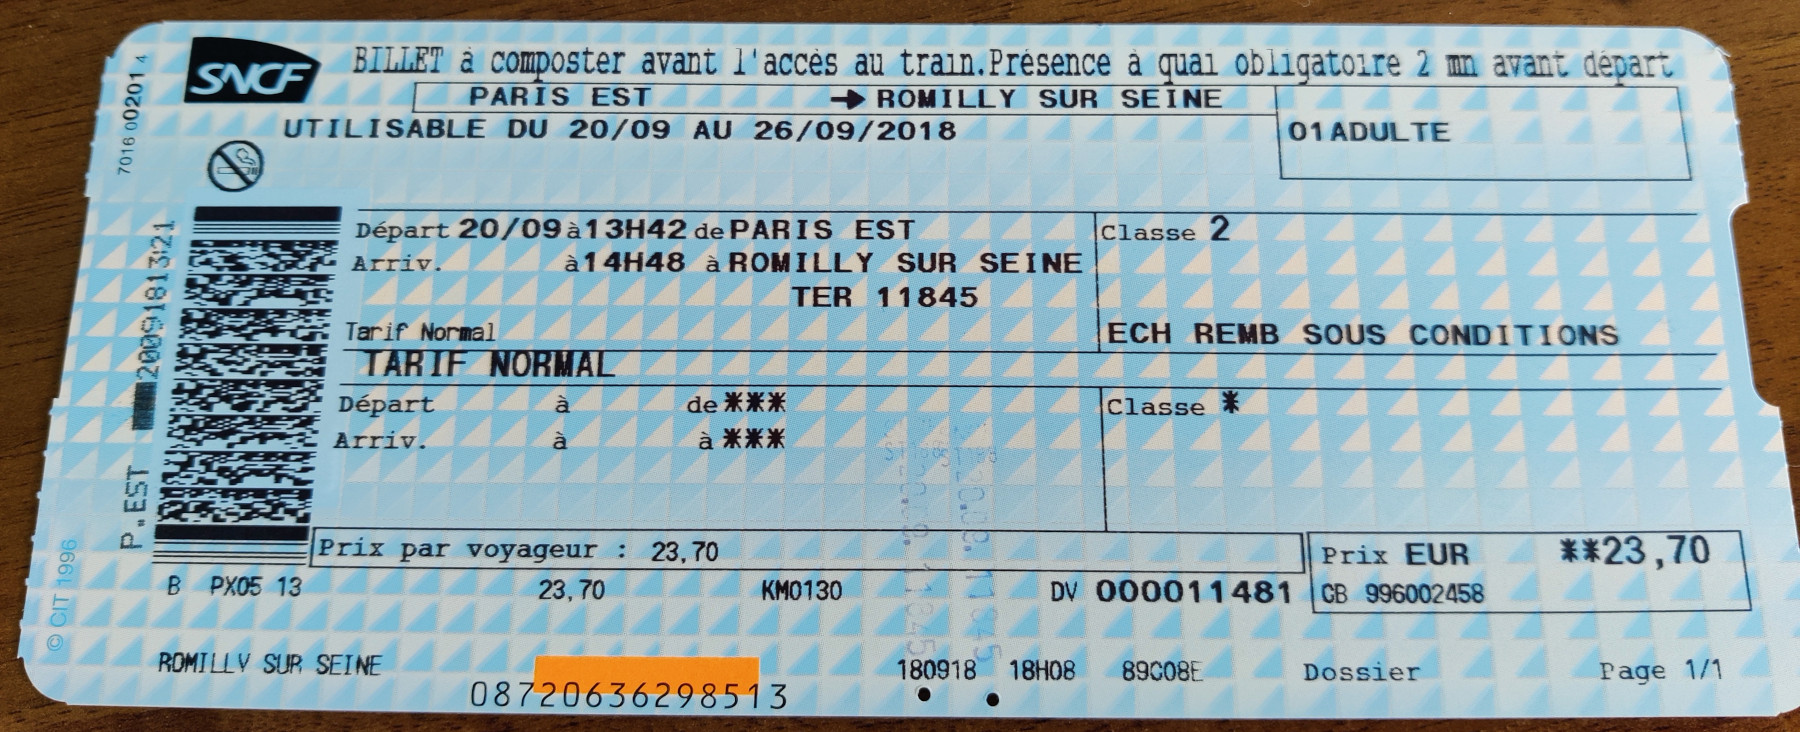 SNCF BILLET à composter avant l'accès au train.Présence à quai obligatoire 2 mn avant départ
PARIS EST → ROMILLY SUR SEINE
UTILISABLE DU 20/09 AU 26/09/2018
01ADULTE
Départ 20/09 à 13H42 de PARIS EST
Classe 2
Arriv. à 14H48 à ROMILLY SUR SEINE
TER 11845
Tarif Normal
ECH REMB SOUS CONDITIONS
TARIF NORMAL
Départ à de ***
Classe *
Arriv. à à ***
Prix par voyageur : 23,70
Prix EUR **23,70
B PX05 13 23,70 KM0130 DV 000011481
CB 996002458
ROMILLY SUR SEINE
08720636298513
180918 18H08 89C08E Dossier Page 1/1
7016 002014
P.EST
© CIT 1996